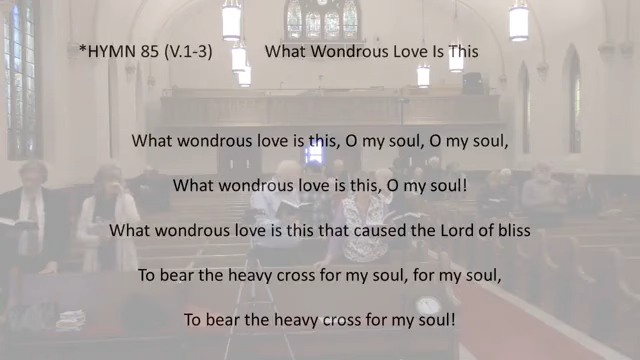 *HYMN 85 (V.1-3) What Wondrous Love Is This
What wondrous love is this, O my soul, O my soul,
What wondrous love is this, O my soul!
What wondrous love is this that caused the Lord of bliss
To bear the heavy cross for my soul, for my soul,
To bear the heavy cross for my soul!